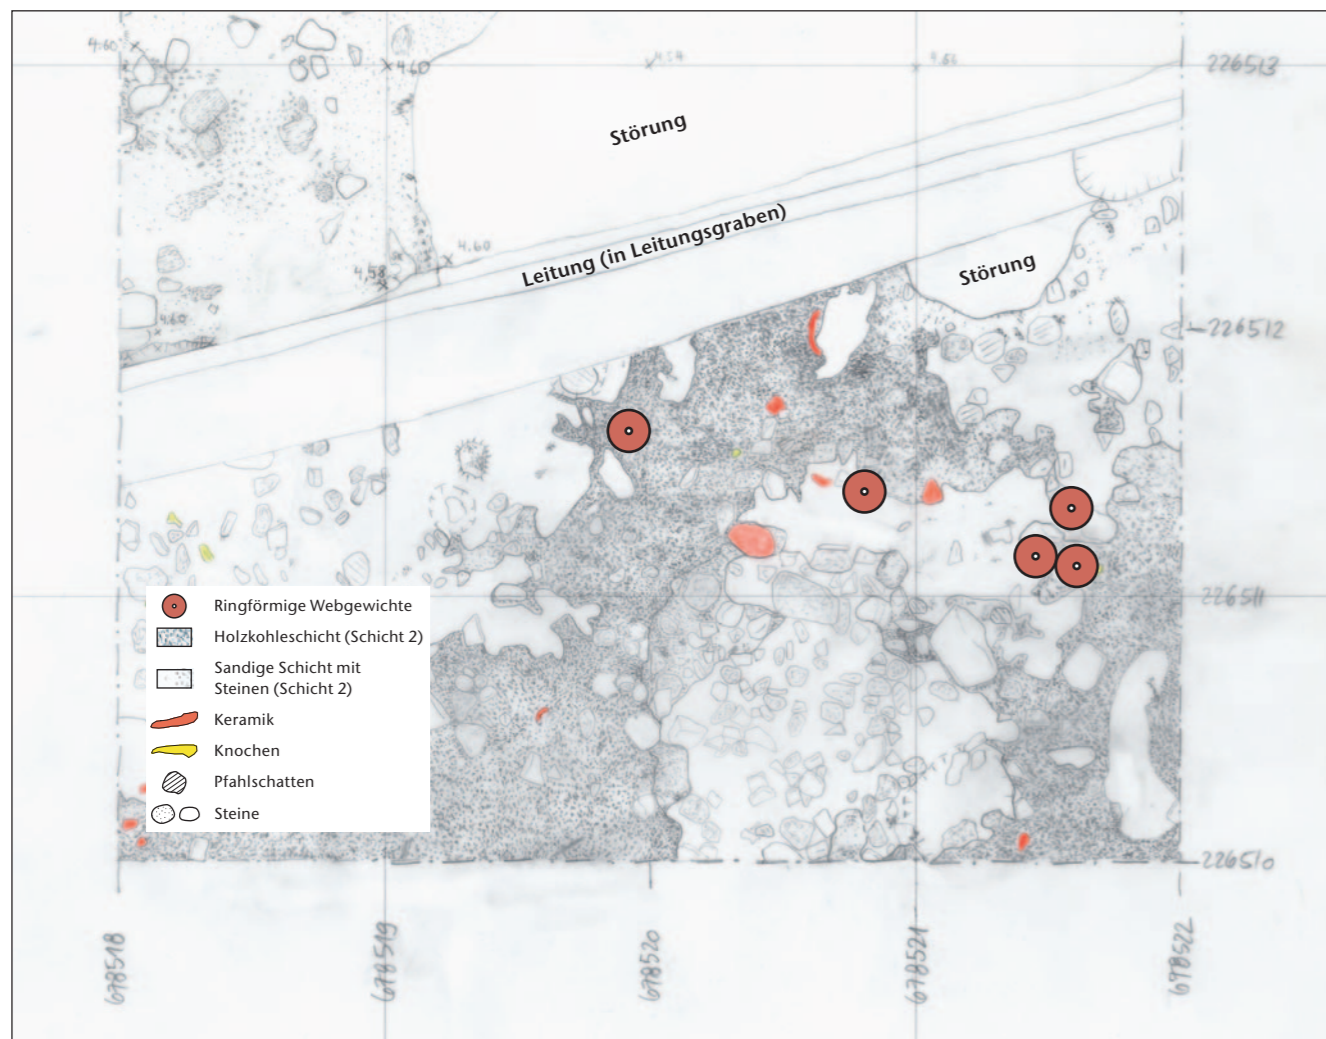 4.60
4.60
4.54
226513
Störung
4.60
Leitung (in Leitungsgraben)
4.58
Störung
4.60
226512
Ringförmige Webgewichte
226511
Holzkohleschicht (Schicht 2)
Sandige Schicht mit
Steinen (Schicht 2)
Keramik
Knochen
Pfahlschatten
Steine
226510
678518
678519
678520
678521
678522